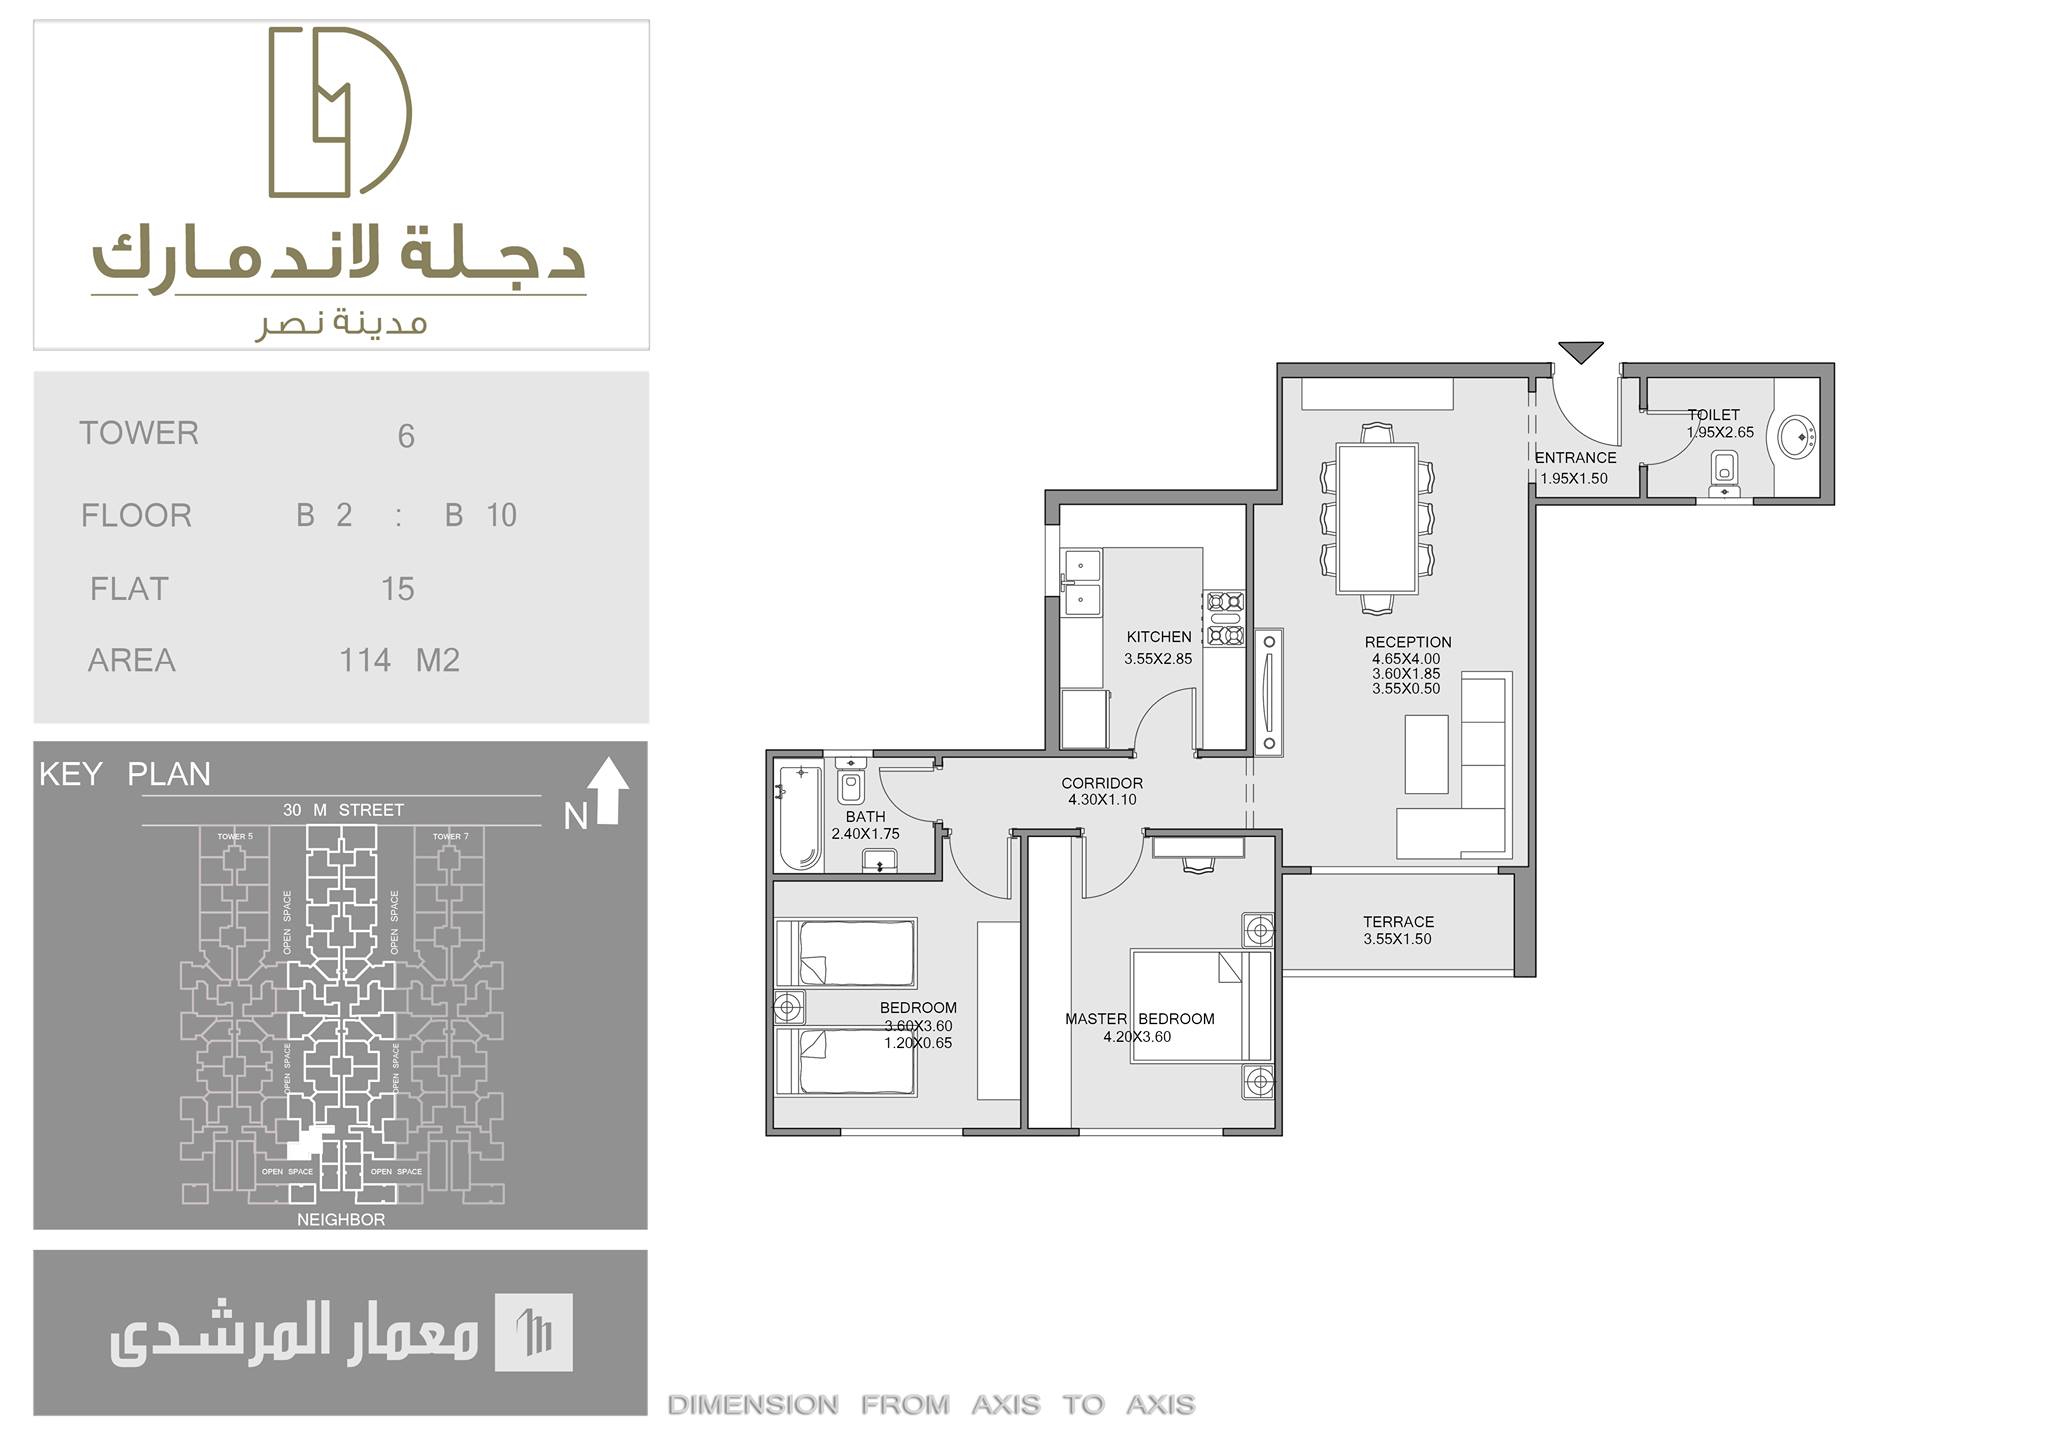 دجلة لاندمارك
مدينة نصر
TOWER 6
FLOOR B 2 : B 10
FLAT 15
AREA 114 M2
KEY PLAN
30 M STREET
N
TOWER 5
TOWER 7
OPEN SPACE
OPEN SPACE
OPEN SPACE
OPEN SPACE
OPEN SPACE
OPEN SPACE
NEIGHBOR
معمار المرشدى
TOILET
1.95X2.65
ENTRANCE
1.95X1.50
KITCHEN
3.55X2.85
RECEPTION
4.65X4.00
3.60X1.85
3.55X0.50
CORRIDOR
4.30X1.10
BATH
2.40X1.75
TERRACE
3.55X1.50
BEDROOM
3.60X3.60
1.20X0.65
MASTER BEDROOM
4.20X3.60
DIMENSION FROM AXIS TO AXIS